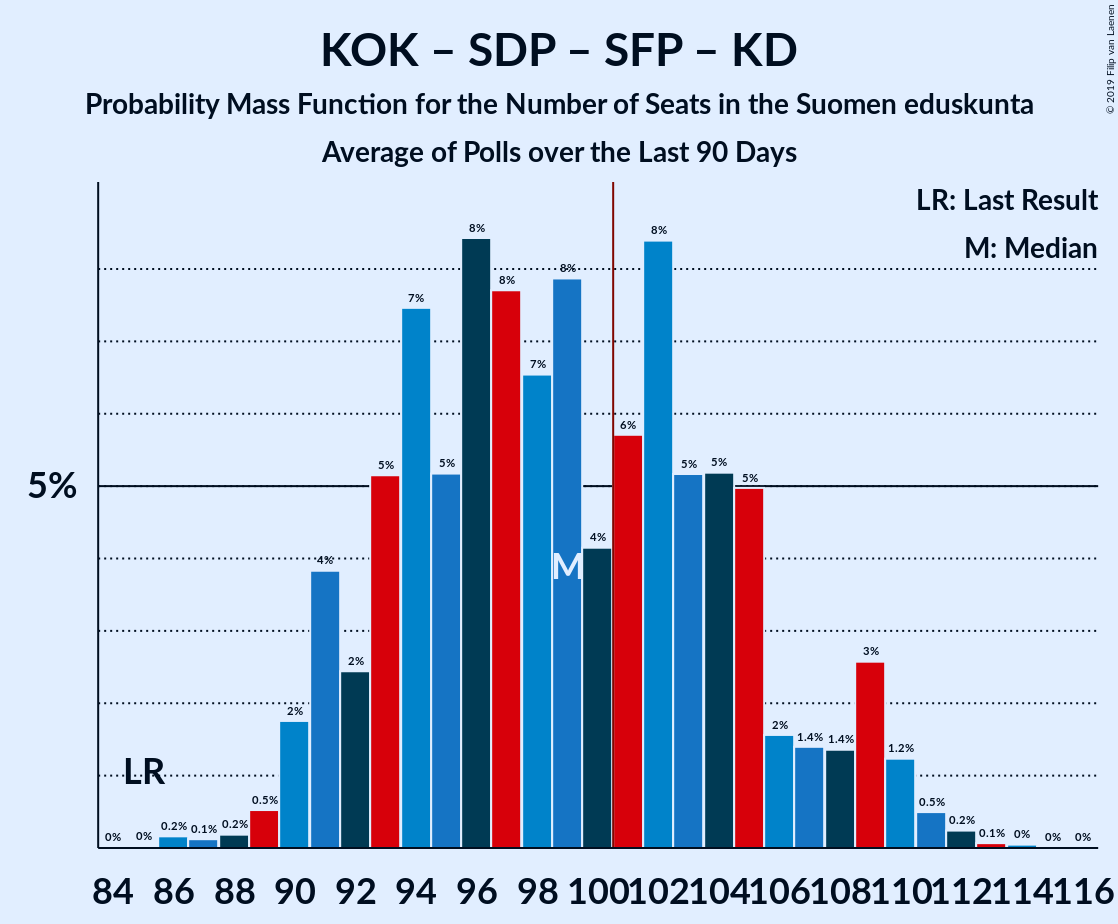 KOK – SDP – SFP – KD
Probability Mass Function for the Number of Seats in the Suomen eduskunta
Average of Polls over the Last 90 Days
© 2019 Filip van Laenen
LR: Last Result
M: Median
5%
LR
M
0% 0% 0.2% 0.1% 0.2% 0.5% 2% 4% 2% 5% 7% 5% 8% 8% 7% 8% 4% 6% 8% 5% 5% 5% 2% 1.4% 1.4% 3% 1.2% 0.5% 0.2% 0.1% 0% 0% 0%
84 86 88 90 92 94 96 98 100 102 104 106 108 110 112 114 116